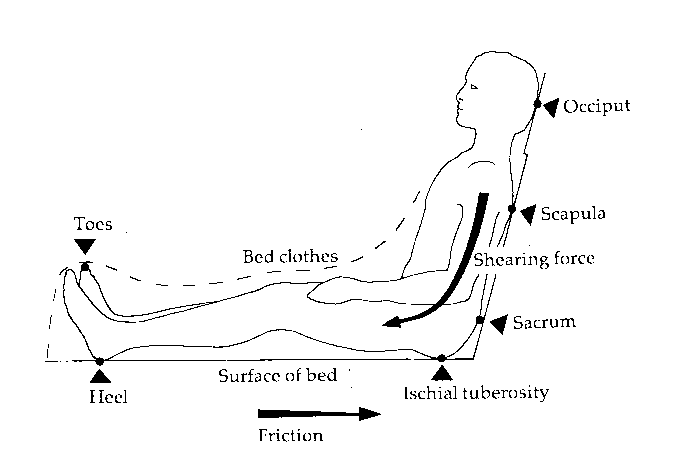 Occiput
Toes
Scapula
Bed clothes
Shearing force
Sacrum
Surface of bed
Heel
Ischial tuberosity
Friction